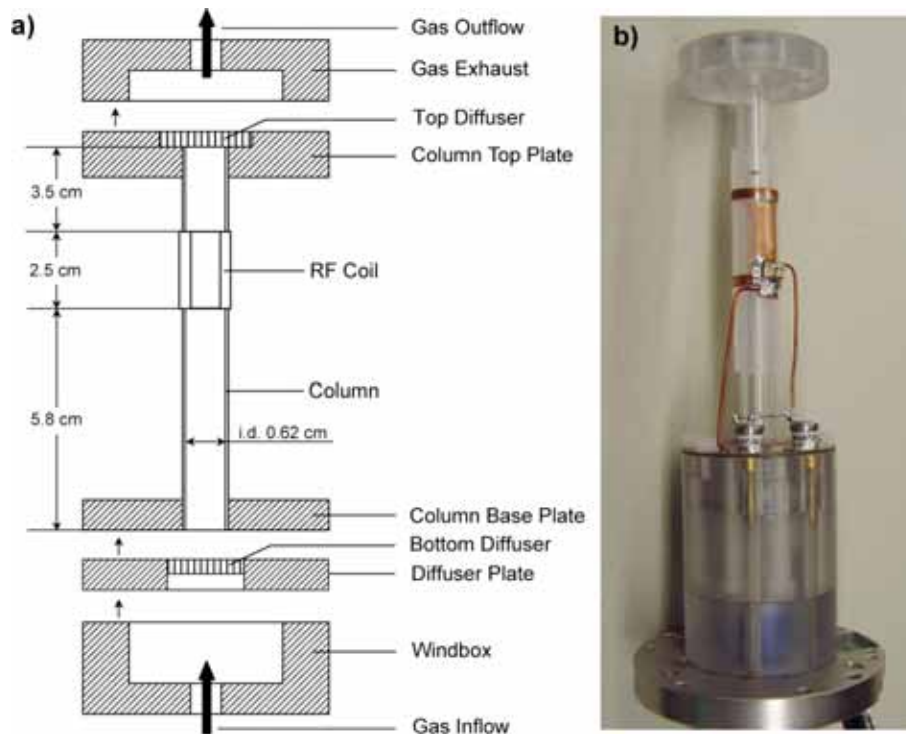 a)
Gas Outflow
Gas Exhaust
Top Diffuser
Column Top Plate
3.5 cm
2.5 cm
RF Coil
Column
5.8 cm
i.d. 0.62 cm
Column Base Plate
Bottom Diffuser
Diffuser Plate
Windbox
Gas Inflow
b)